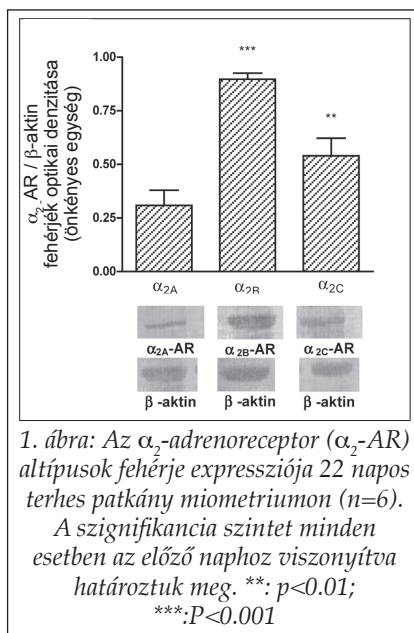 α2-AR / β-aktin
fehérjék optikai denzitása
(önkényes egység)
1.00
0.75
0.50
0.25
0.00
***
**
α2A
α2B
α2C
α2A-AR
α2B-AR
α2C-AR
β -aktin
β -aktin
β -aktin
1. ábra: Az α2-adrenoreceptor (α2-AR)
altípusok fehérje expressziója 22 napos
terhes patkány miometriumon (n=6).
A szignifikancia szintet minden
esetben az előző naphoz viszonyítva
határoztuk meg. **: p<0.01;
***:P<0.001